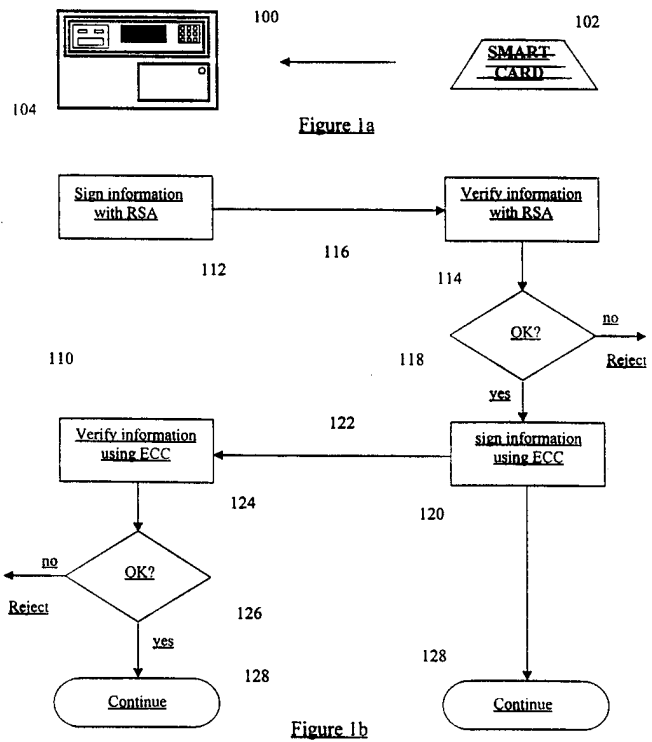 100
102
SMART
CARD
104
Figure 1a
Sign information
with RSA
Verify information
with RSA
116
112
114
OK?
no
Reject
110
118
yes
122
Verify information
using ECC
sign information
using ECC
124
120
no
OK?
Reject
126
yes
128
128
Continue
Continue
Figure 1b